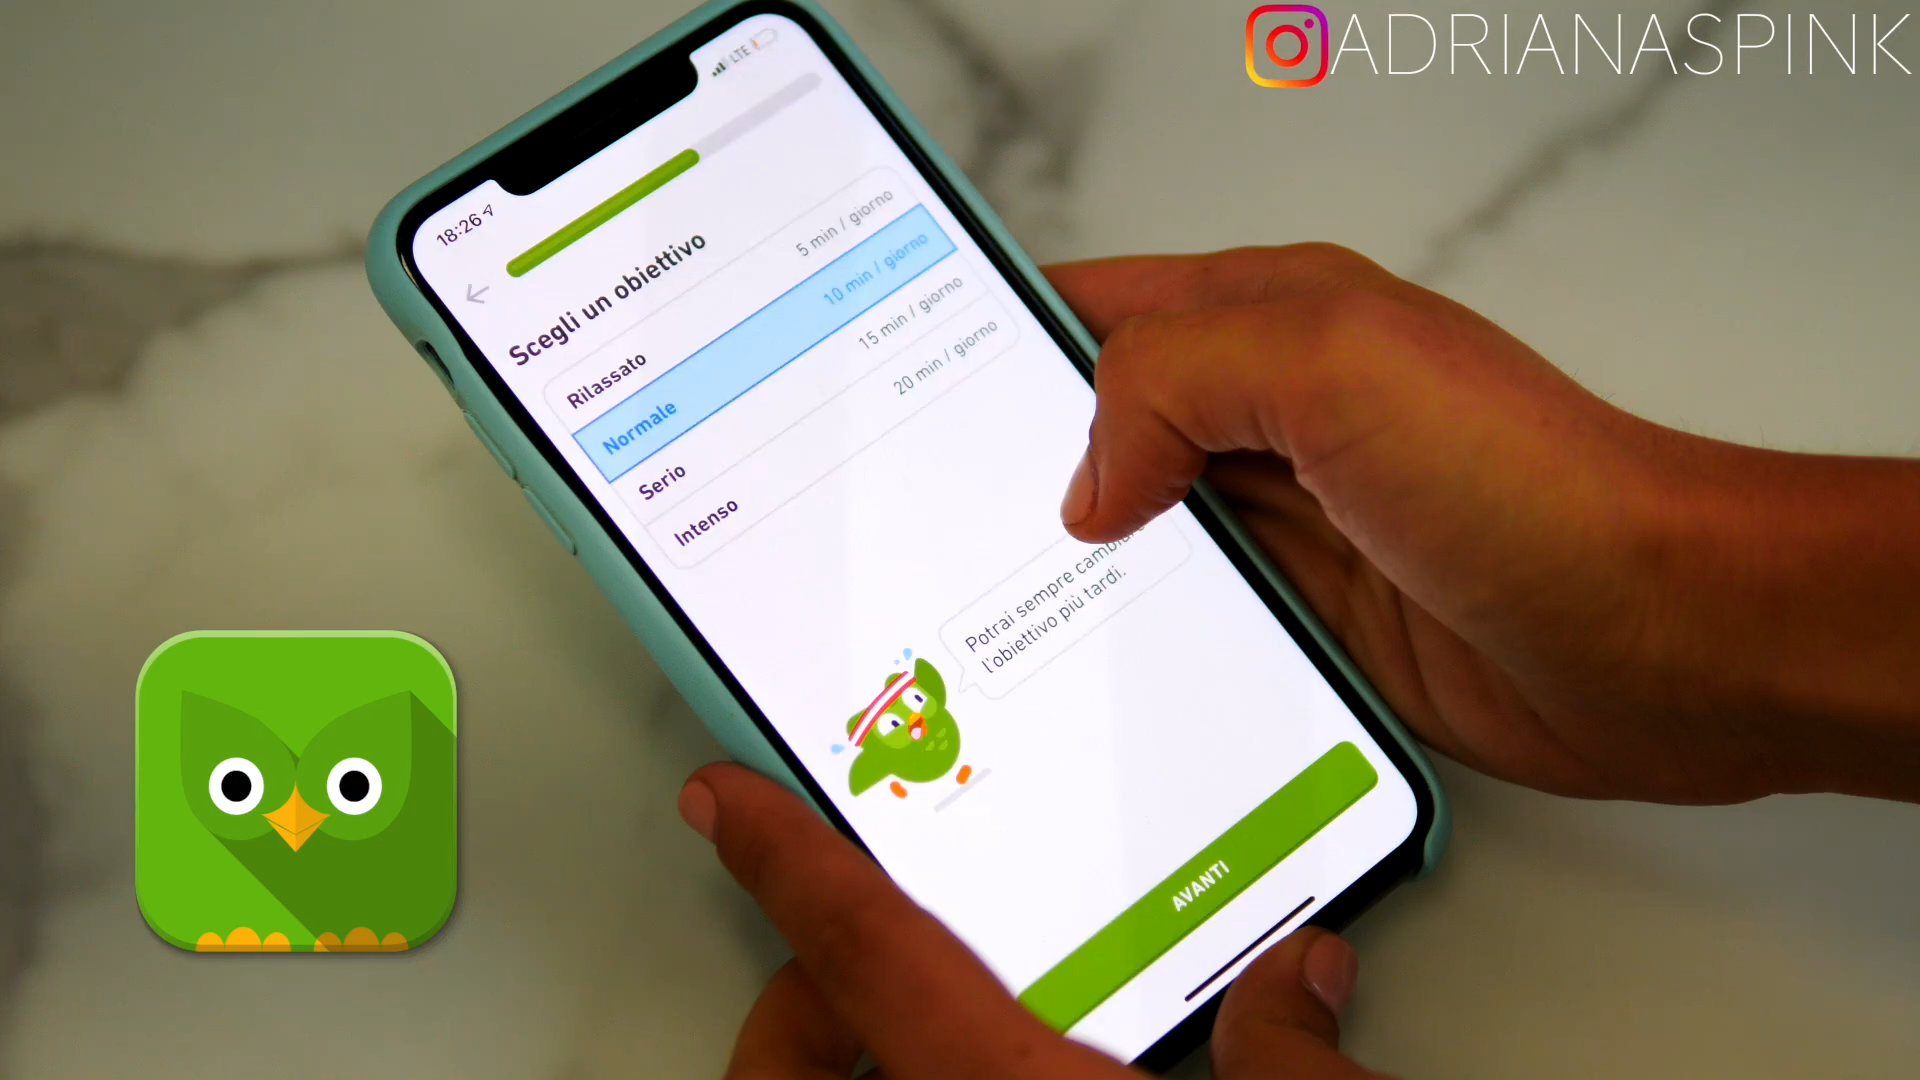 ADRIANASPINK
LTE
18:26
Scegli un obiettivo
Rilassato 5 min / giorno
Normale 10 min / giorno
Serio 15 min / giorno
Intenso 20 min / giorno
Potrai sempre cambiare
l'obiettivo più tardi.
AVANTI